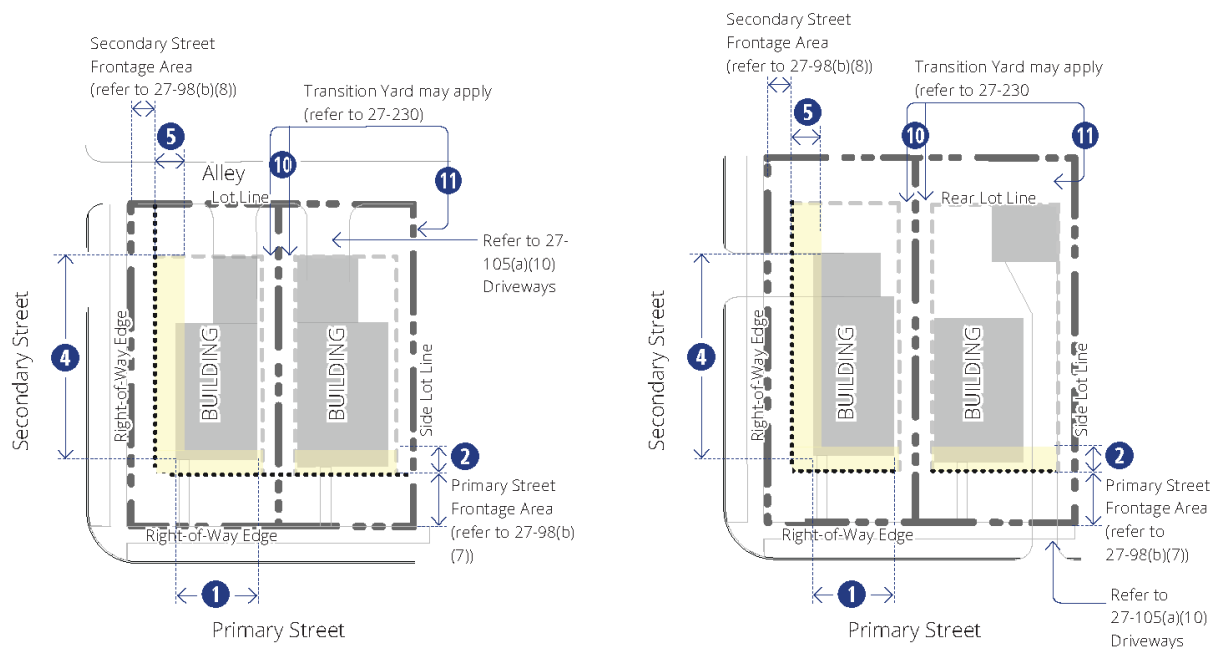 Secondary Street
Frontage Area
(refer to 27-98(b)(8))
Transition Yard may apply
(refer to 27-230)
5
10
11
Alley
Lot Line
Refer to 27-
105(a)(10)
Driveways
Secondary Street
4
Right-of-Way Edge
BUILDING
BUILDING
Side Lot Line
2
Primary Street
Frontage Area
(refer to 27-98(b)
(7))
Right-of-Way Edge
1
Primary Street
Secondary Street
Frontage Area
(refer to 27-98(b)(8))
Transition Yard may apply
(refer to 27-230
5
10
11
Rear Lot Line
Secondary Street
4
Right-of-Way Edge
BUILDING
BUILDING
Side Lot Line
2
Primary Street
Frontage Area
(refer to
27-98(b)(7))
Right-of-Way Edge
1
Refer to
27-105(a)(10)
Driveways
Primary Street